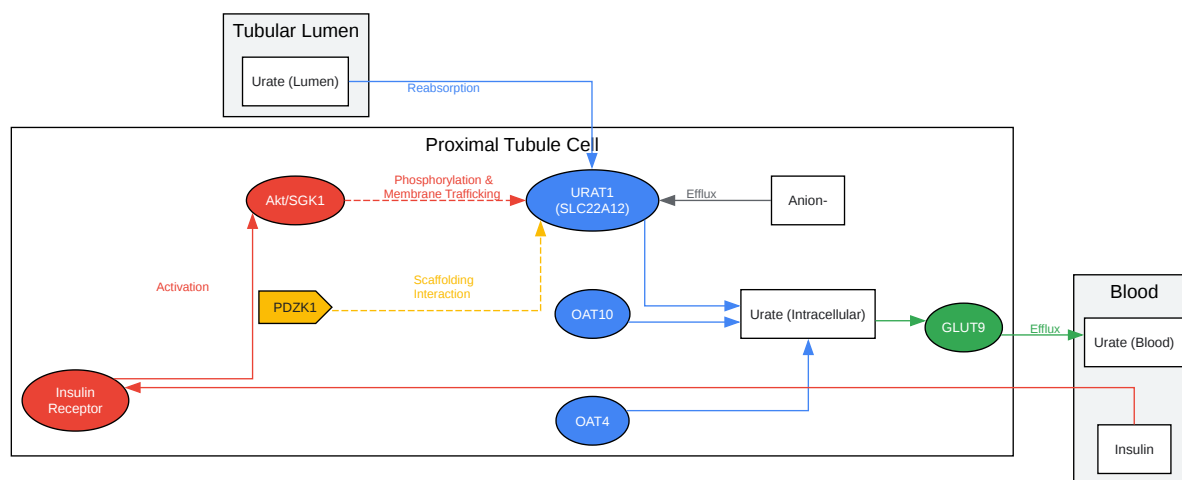 Tubular Lumen
Urate (Lumen)
Reabsorption
Proximal Tubule Cell
Akt/SGK1
Phosphorylation &
Membrane Trafficking
URAT1
(SLC22A12)
Efflux
Anion-
Activation
PDZK1
Scaffolding
Interaction
OAT10
Urate (Intracellular)
GLUT9
Efflux
Blood
Urate (Blood)
Insulin
Receptor
OAT4
Insulin